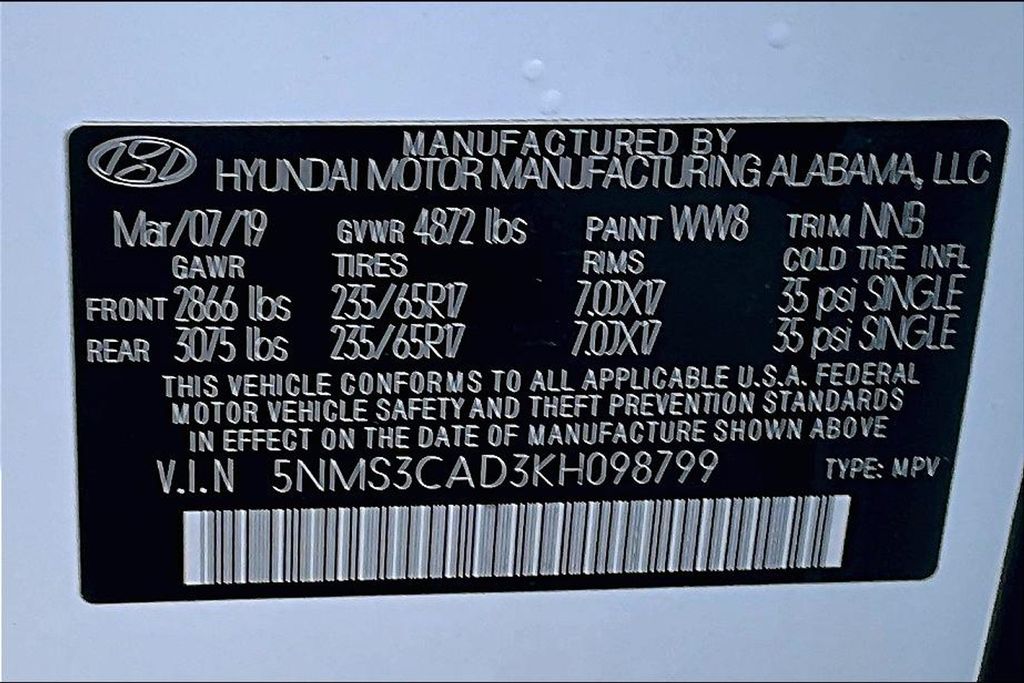 MANUFACTURED BY
HYUNDAI MOTOR MANUFACTURING ALABAMA, LLC
Mar/07/19 GVWR 4872 lbs PAINT WW8 TRIM NNB
GAWR TIRES RIMS COLD TIRE INFL
FRONT 2866 lbs 235/65R17 7.0JX17 35 psi SINGLE
REAR 3075 lbs 235/65R17 7.0JX17 35 psi SINGLE
THIS VEHICLE CONFORMS TO ALL APPLICABLE U.S.A. FEDERAL
MOTOR VEHICLE SAFETY AND THEFT PREVENTION STANDARDS
IN EFFECT ON THE DATE OF MANUFACTURE SHOWN ABOVE
V.I.N 5NMS3CAD3KH098799 TYPE: MPV